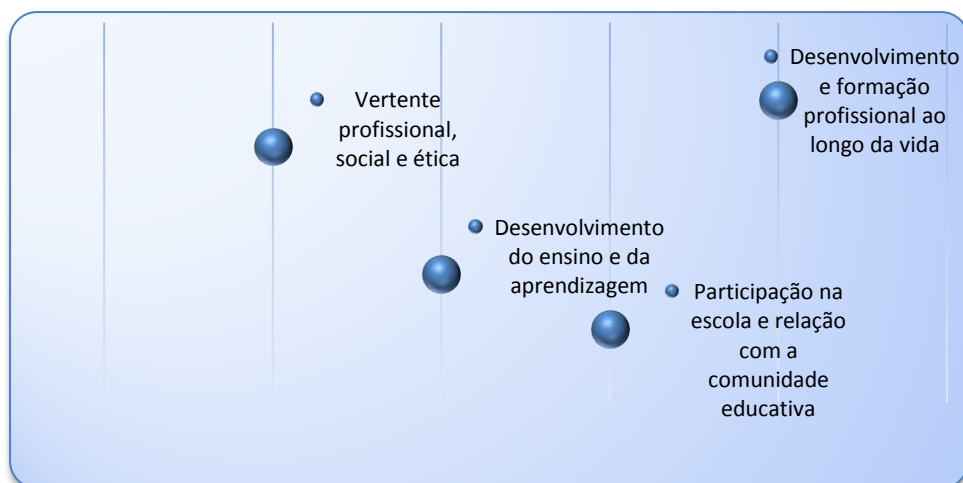 Vertente
profissional,
social e ética
Desenvolvimento
do ensino e da
aprendizagem
Participação na
escola e relação
com a
comunidade
educativa
Desenvolvimento
e formação
profissional ao
longo da vida